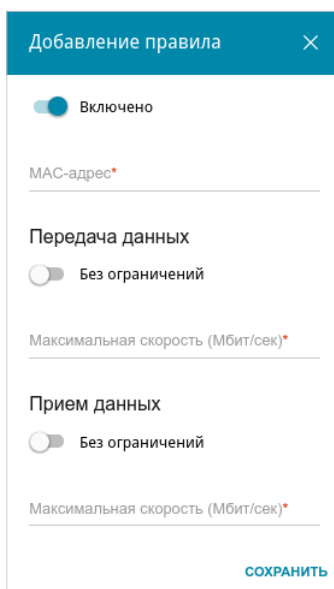 Добавление правила
Включено
MAC-адрес*
Передача данных
Без ограничений
Максимальная скорость (Мбит/сек)*
Прием данных
Без ограничений
Максимальная скорость (Мбит/сек)*
СОХРАНИТЬ